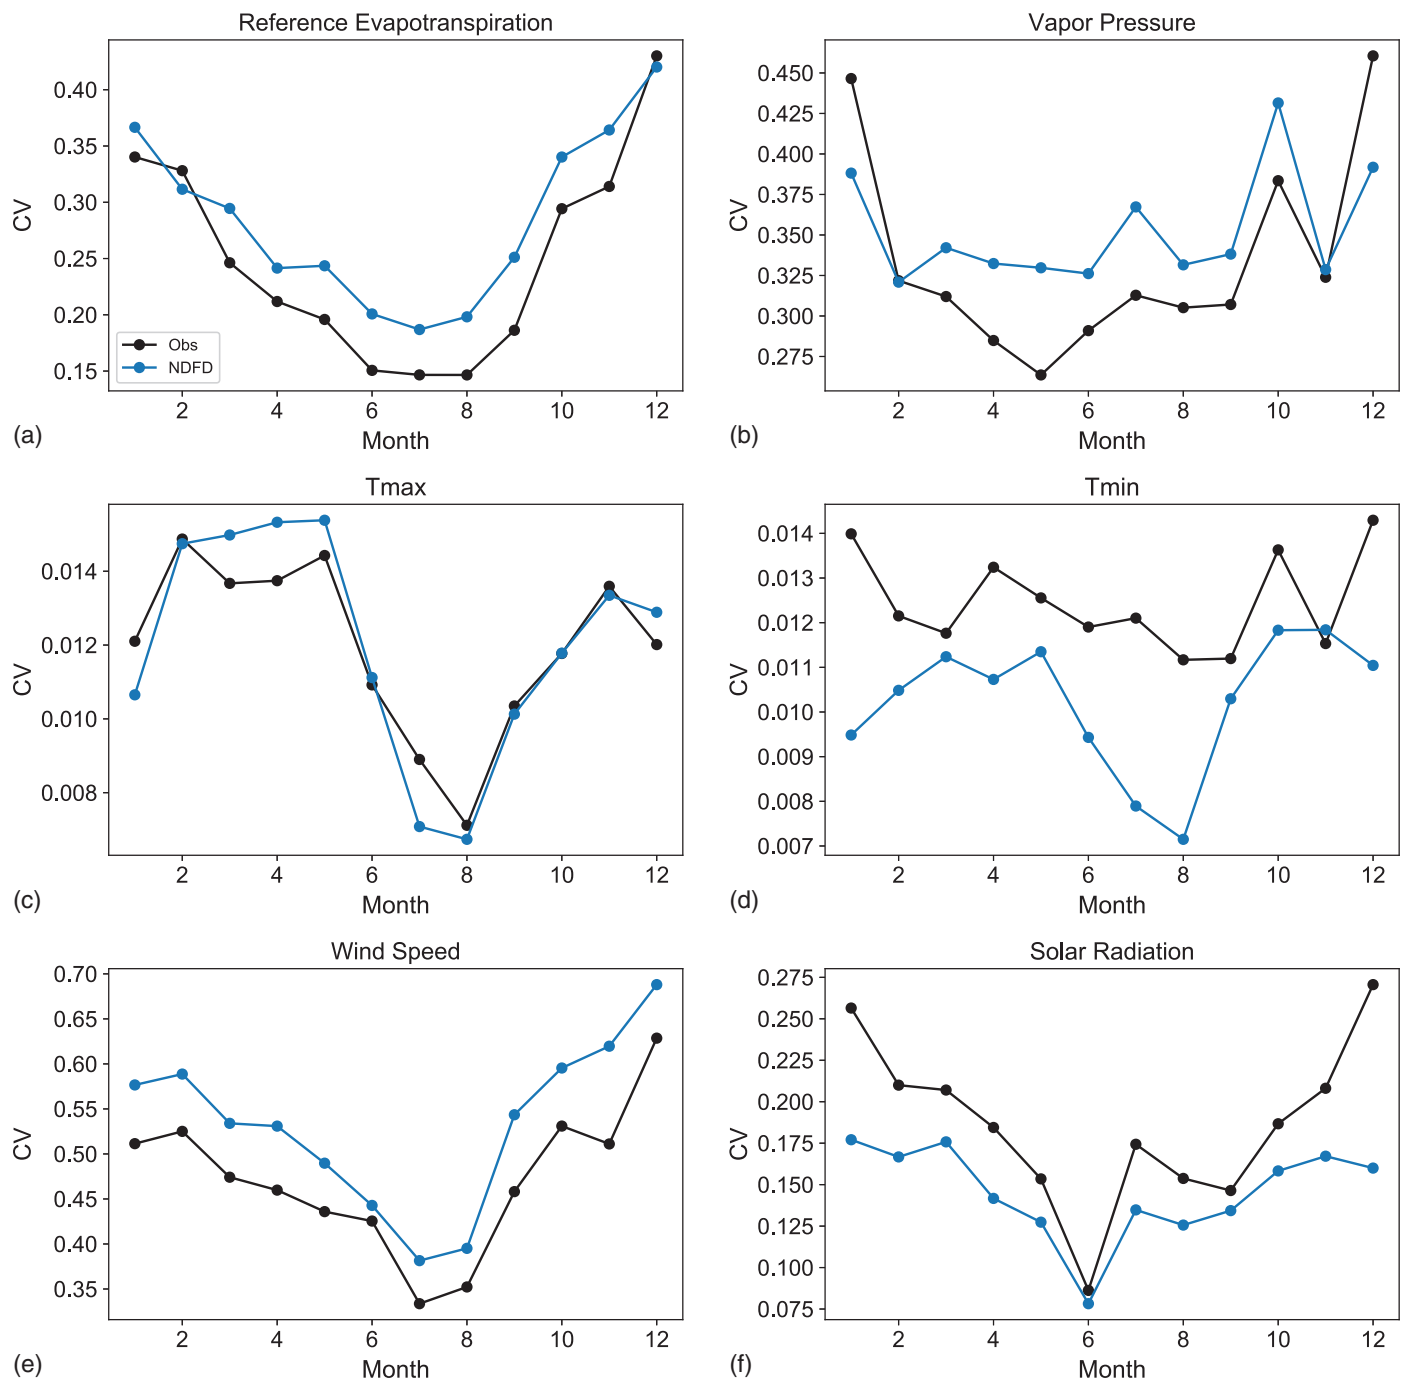 Reference Evapotranspiration
CV
0.40
0.35
0.30
0.25
0.20
0.15
Obs
NDFD
2 4 6 8 10 12
Month
(a)
Vapor Pressure
CV
0.450
0.425
0.400
0.375
0.350
0.325
0.300
0.275
2 4 6 8 10 12
Month
(b)
Tmax
CV
0.014
0.012
0.010
0.008
2 4 6 8 10 12
Month
(c)
Tmin
CV
0.014
0.013
0.012
0.011
0.010
0.009
0.008
0.007
2 4 6 8 10 12
Month
(d)
Wind Speed
CV
0.70
0.65
0.60
0.55
0.50
0.45
0.40
0.35
2 4 6 8 10 12
Month
(e)
Solar Radiation
CV
0.275
0.250
0.225
0.200
0.175
0.150
0.125
0.100
0.075
2 4 6 8 10 12
Month
(f)